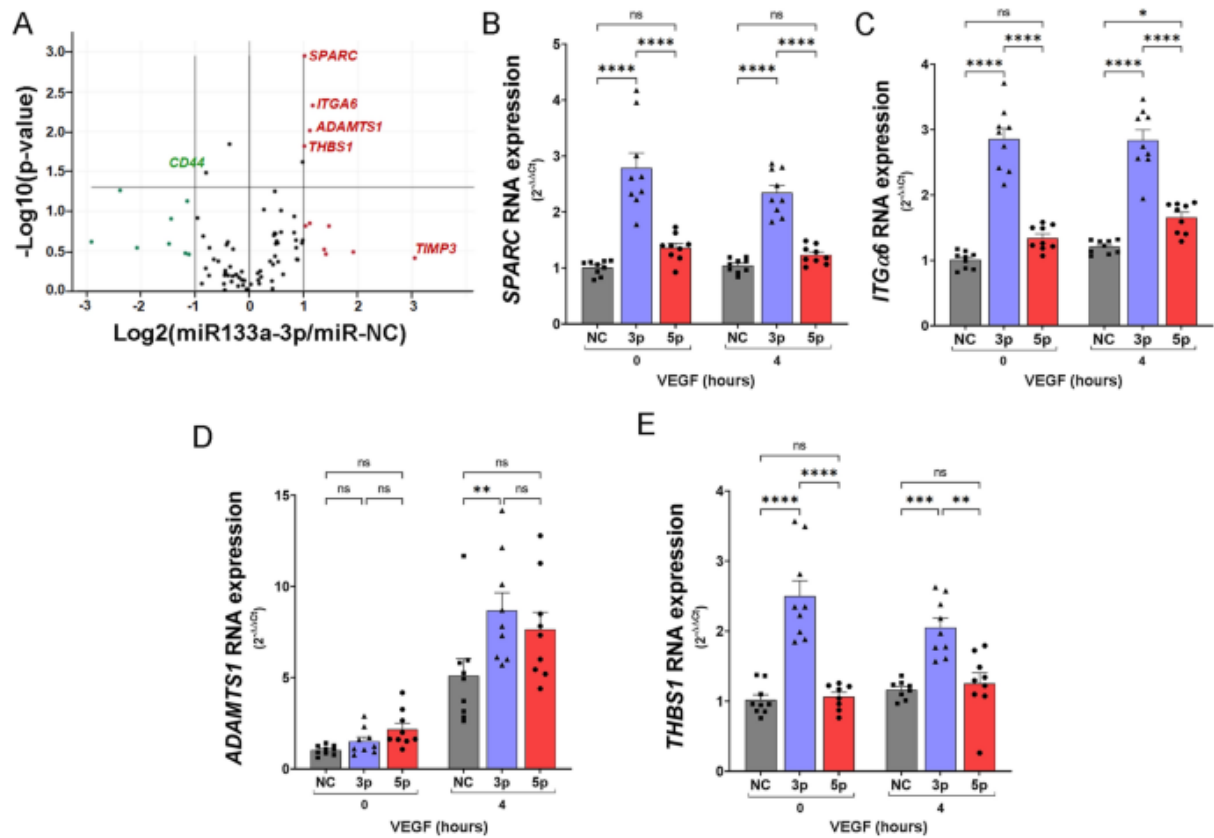 A
-Log10(p-value)
3.0
2.5
2.0
1.5
1.0
0.5
0.0
SPARC
ITGA6
ADAMTS1
THBS1
CD44
TIMP3
-3 -2 -1 0 1 2 3
Log2(miR133a-3p/miR-NC)
B
SPARC RNA expression
(2^-ΔΔCt)
ns ns
**** ****
**** ****
5
4
3
2
1
0
NC 3p 5p NC 3p 5p
0 4
VEGF (hours)
C
ITGα6 RNA expression
(2^-ΔΔCt)
ns *
**** ****
**** ****
4
3
2
1
0
NC 3p 5p NC 3p 5p
0 4
VEGF (hours)
D
ADAMTS1 RNA expression
(2^-ΔΔCt)
ns ns
ns ns ** ns
15
10
5
0
NC 3p 5p NC 3p 5p
0 4
VEGF (hours)
E
THBS1 RNA expression
(2^-ΔΔCt)
ns ns
****
**** *** **
4
3
2
1
0
NC 3p 5p NC 3p 5p
0 4
VEGF (hours)